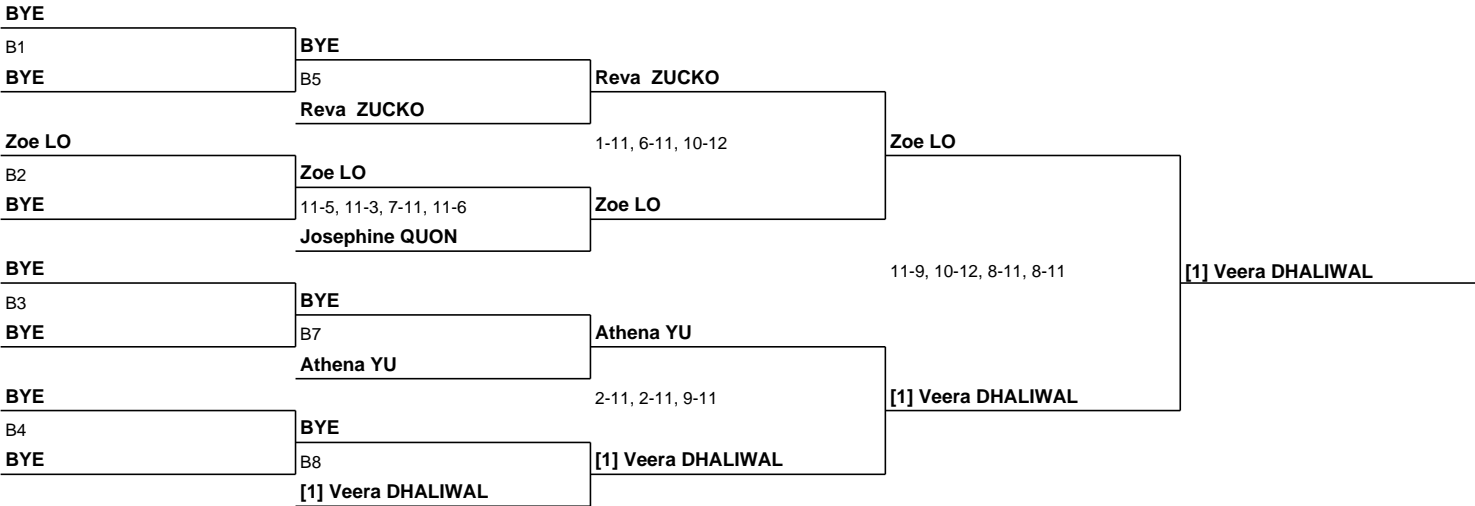 BYE
B1
BYE
BYE
B5
Reva ZUCKO
Reva ZUCKO
Zoe LO
B2
BYE
Zoe LO
11-5, 11-3, 7-11, 11-6
Josephine QUON
1-11, 6-11, 10-12
Zoe LO
Zoe LO
BYE
B3
BYE
BYE
B7
Athena YU
Athena YU
BYE
B4
BYE
BYE
B8
[1] Veera DHALIWAL
2-11, 2-11, 9-11
[1] Veera DHALIWAL
[1] Veera DHALIWAL
11-9, 10-12, 8-11, 8-11
[1] Veera DHALIWAL